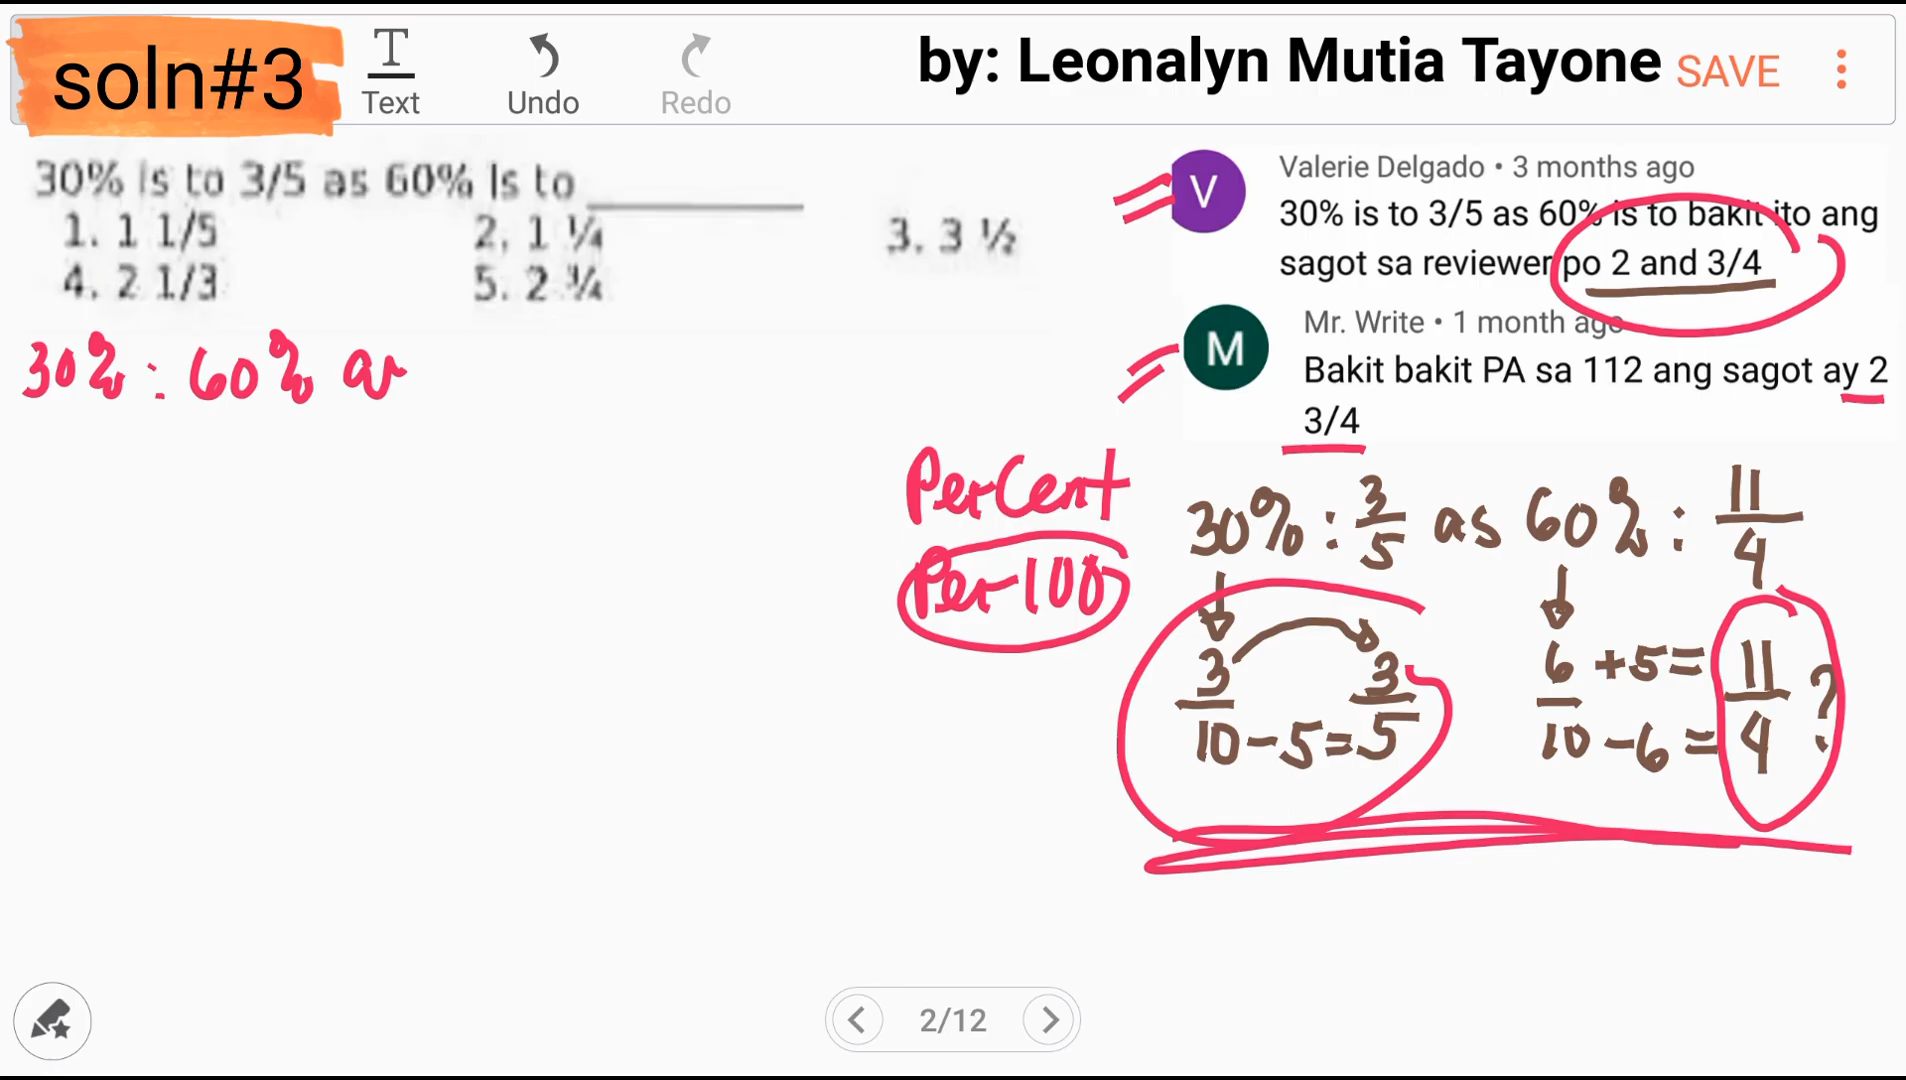 soln#3
T
Text
Undo
Redo
by: Leonalyn Mutia Tayone
SAVE
30% is to 3/5 as 60% is to __________
1. 1 1/5
2, 1 ¼
3. 3 ½
4. 2 1/3
5. 2 ¾
30% : 60% as
V
Valerie Delgado • 3 months ago
30% is to 3/5 as 60% is to bakit ito ang
sagot sa reviewer po 2 and 3/4
M
Mr. Write • 1 month ago
Bakit bakit PA sa 112 ang sagot ay 2
3/4
PerCent
Per-100
30% : 3/5 as 60% : 11/4
3/10 3/5
10-5=5
6/10 +5= 11/4 ?
10-6=4
2/12